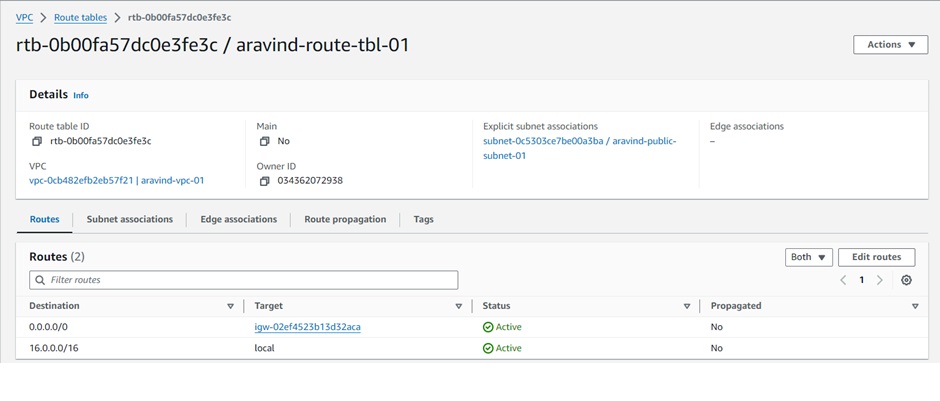 VPC > Route tables > rtb-0b00fa57dc0e3fe3c
rtb-0b00fa57dc0e3fe3c / aravind-route-tbl-01
Actions
Details Info
Route table ID
rtb-0b00fa57dc0e3fe3c
Main
No
Explicit subnet associations
subnet-0c5303ce7be00a3ba / aravind-public-
subnet-01
Edge associations
–
VPC
vpc-0cb482efb2eb57f21 | aravind-vpc-01
Owner ID
034362072938
Routes Subnet associations Edge associations Route propagation Tags
Routes (2)
Both Edit routes
Filter routes
1
Destination Target Status Propagated
0.0.0.0/0 igw-02ef4523b13d32aca Active No
16.0.0.0/16 local Active No